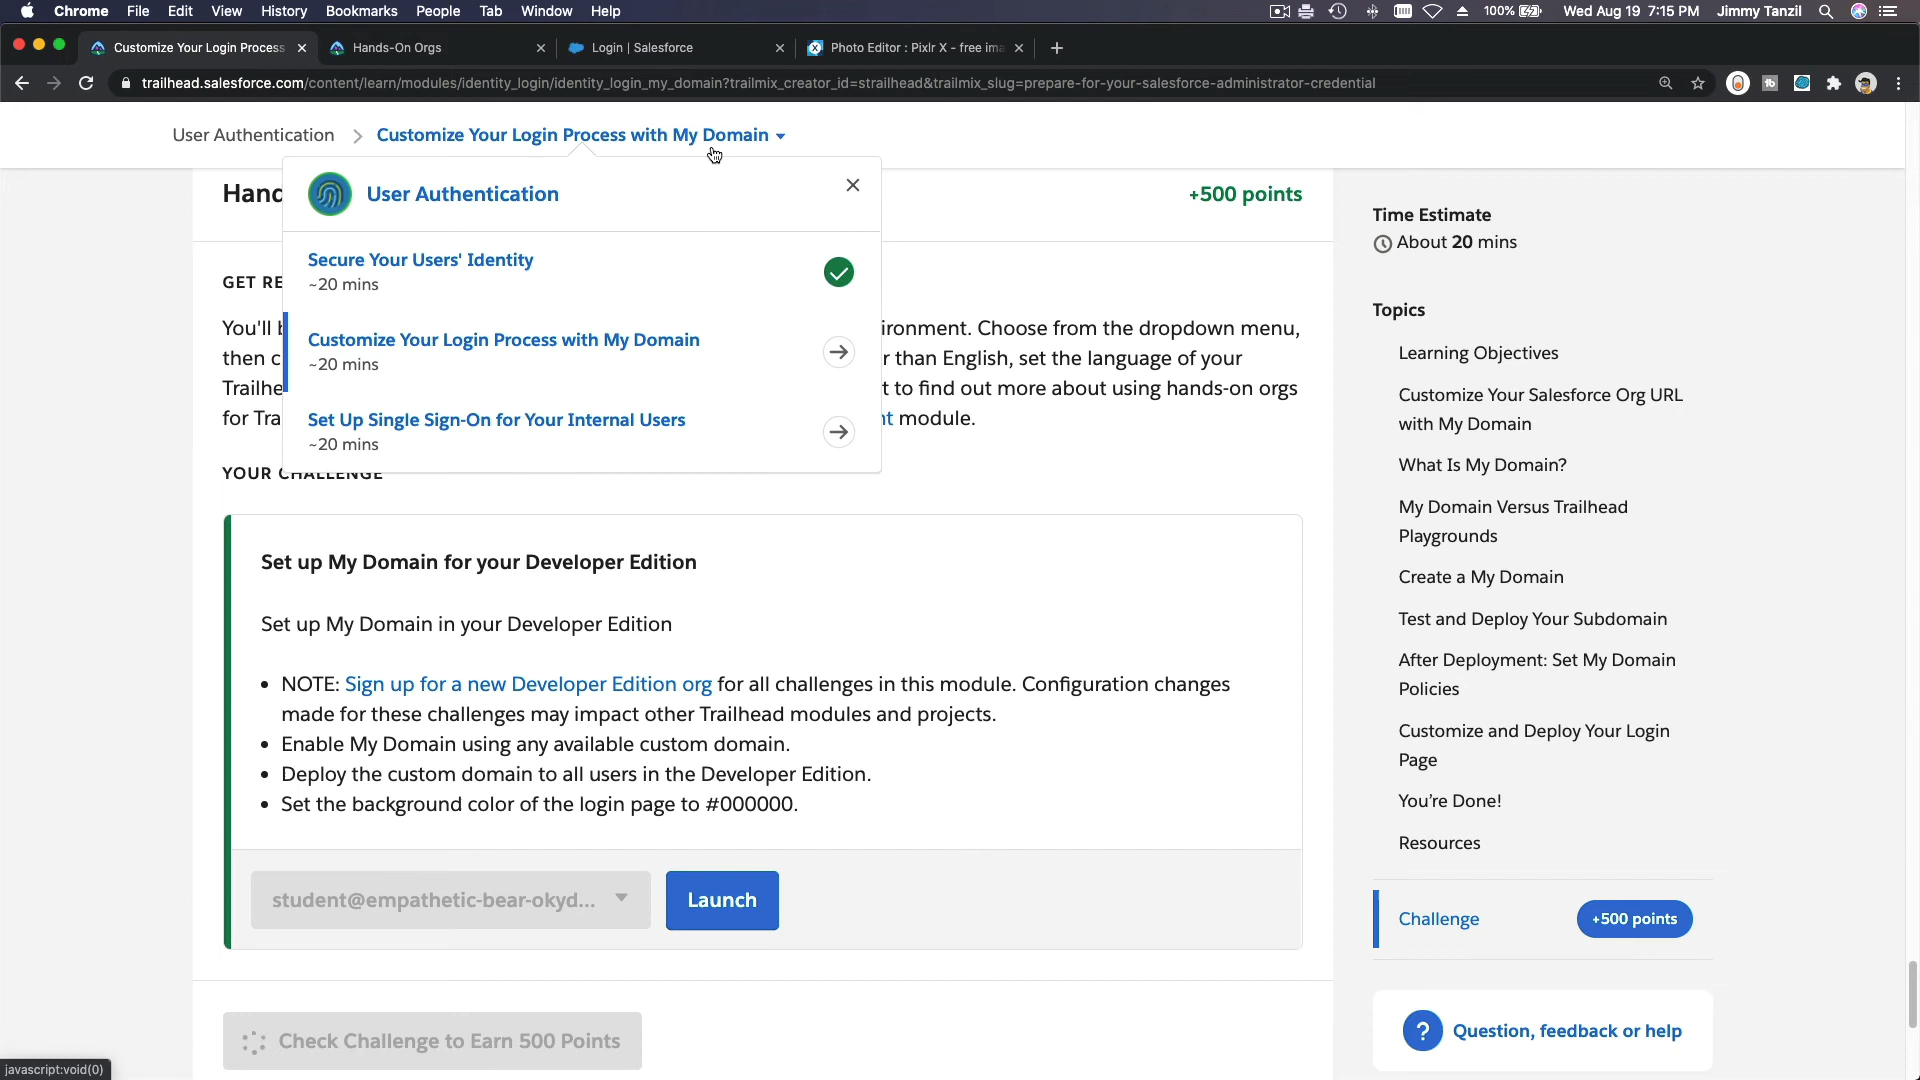 Chrome File Edit View History Bookmarks People Tab Window Help 100% Wed Aug 19 7:15 PM Jimmy Tanzil
Customize Your Login Process Hands-On Orgs Login | Salesforce Photo Editor : Pixlr X - free ima
trailhead.salesforce.com/content/learn/modules/identity_login/identity_login_my_domain?trailmix_creator_id=strailhead&trailmix_slug=prepare-for-your-salesforce-administrator-credential
User Authentication > Customize Your Login Process with My Domain
Hand
+500 points
User Authentication
Secure Your Users' Identity
~20 mins
Customize Your Login Process with My Domain
~20 mins
Set Up Single Sign-On for Your Internal Users
~20 mins
GET RE
You'll b ironment. Choose from the dropdown menu,
then c r than English, set the language of your
Trailhe t to find out more about using hands-on orgs
for Tra nt module.
YOUR CHALLENGE
Set up My Domain for your Developer Edition
Set up My Domain in your Developer Edition
• NOTE: Sign up for a new Developer Edition org for all challenges in this module. Configuration changes
made for these challenges may impact other Trailhead modules and projects.
• Enable My Domain using any available custom domain.
• Deploy the custom domain to all users in the Developer Edition.
• Set the background color of the login page to #000000.
student@empathetic-bear-okyd... Launch
Check Challenge to Earn 500 Points
Time Estimate
About 20 mins
Topics
Learning Objectives
Customize Your Salesforce Org URL
with My Domain
What Is My Domain?
My Domain Versus Trailhead
Playgrounds
Create a My Domain
Test and Deploy Your Subdomain
After Deployment: Set My Domain
Policies
Customize and Deploy Your Login
Page
You're Done!
Resources
Challenge +500 points
? Question, feedback or help
javascript:void(0)